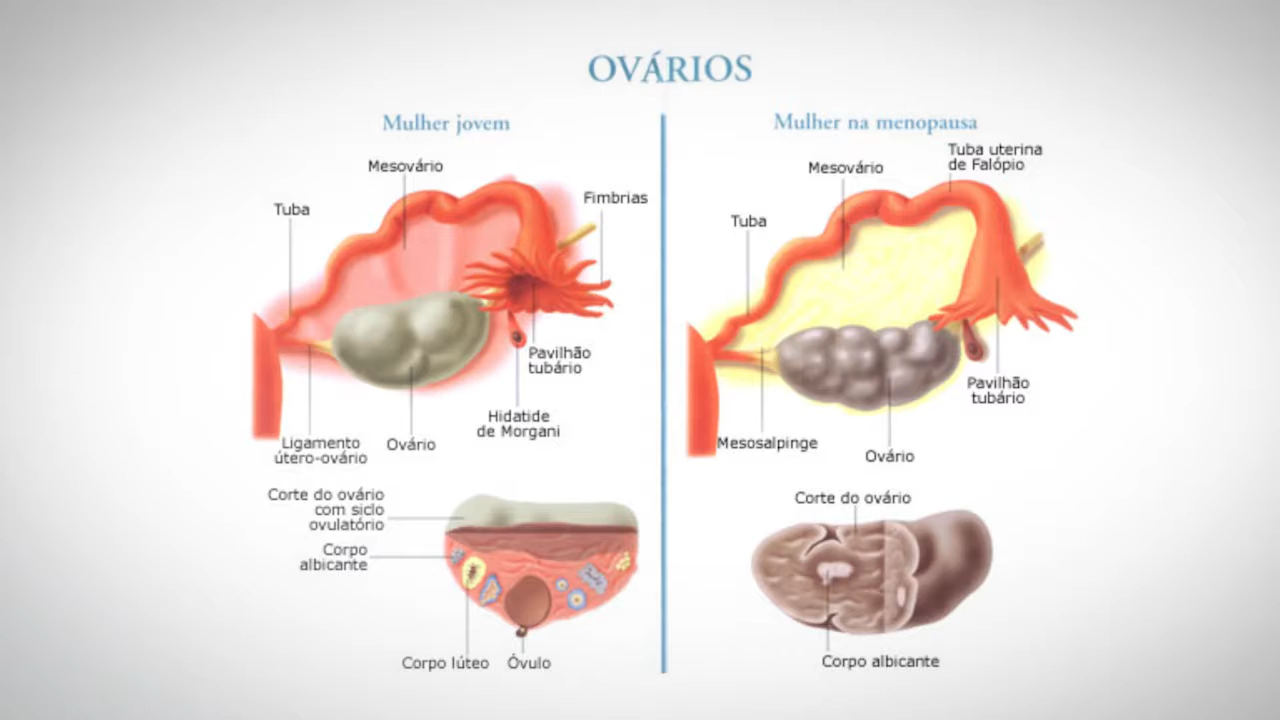 OVÁRIOS
Mulher jovem
Mesovário
Fimbrias
Tuba
Pavilhão
tubário
Hidatide
de Morgani
Ligamento
útero-ovário
Ovário
Corte do ovário
com siclo
ovulatório
Corpo
albicante
Corpo lúteo
Óvulo
Mulher na menopausa
Tuba uterina
de Falópio
Mesovário
Tuba
Pavilhão
tubário
Mesosalpinge
Ovário
Corte do ovário
Corpo albicante